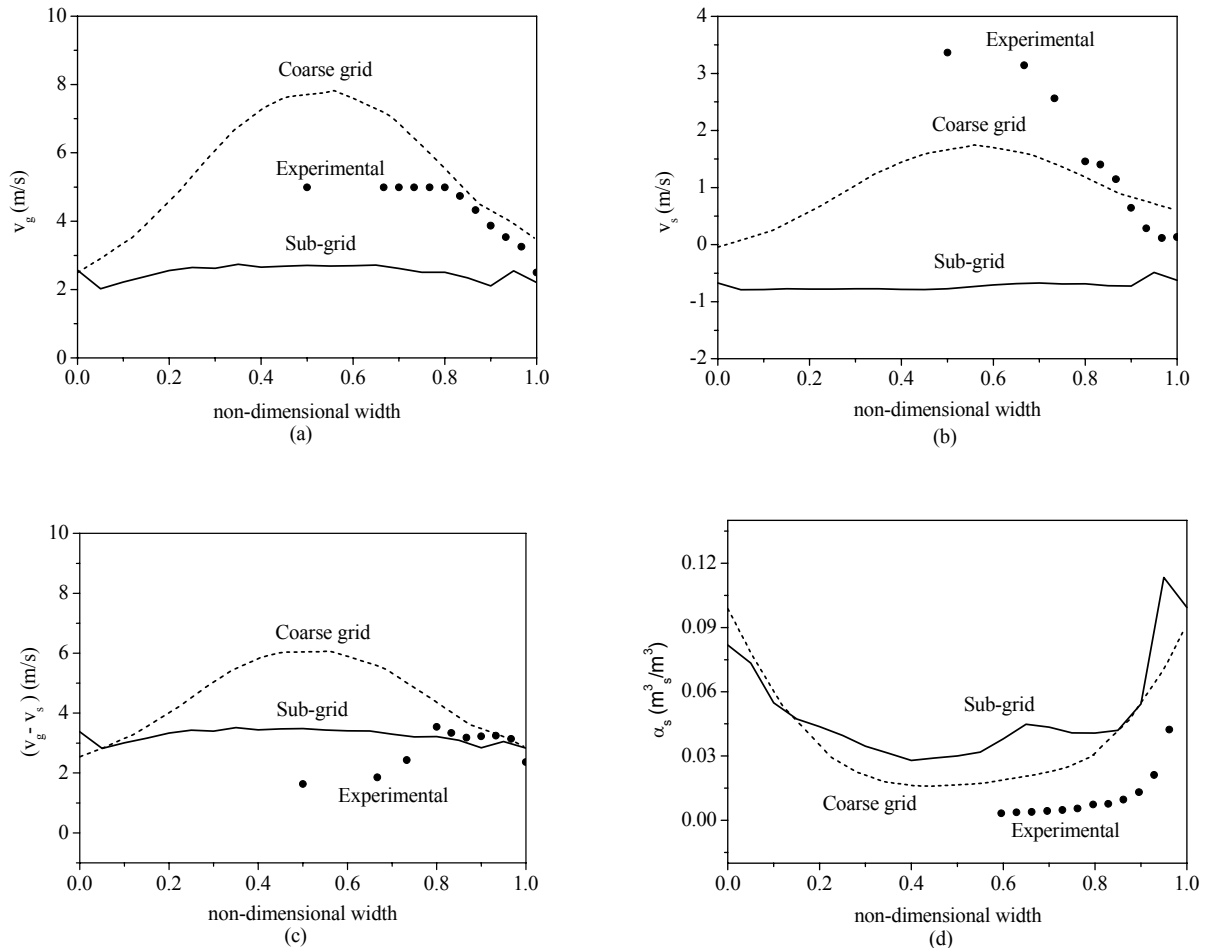 10
8
6
4
2
0
v_g (m/s)
Coarse grid
Experimental
Sub-grid
0.0 0.2 0.4 0.6 0.8 1.0
non-dimensional width
(a)
4
3
2
1
0
-1
-2
v_s (m/s)
Experimental
Coarse grid
Sub-grid
0.0 0.2 0.4 0.6 0.8 1.0
non-dimensional width
(b)
10
8
6
4
2
0
(v_g - v_s) (m/s)
Coarse grid
Sub-grid
Experimental
0.0 0.2 0.4 0.6 0.8 1.0
non-dimensional width
(c)
0.12
0.09
0.06
0.03
0.00
α_s (m³_s/m³)
Sub-grid
Coarse grid
Experimental
0.0 0.2 0.4 0.6 0.8 1.0
non-dimensional width
(d)